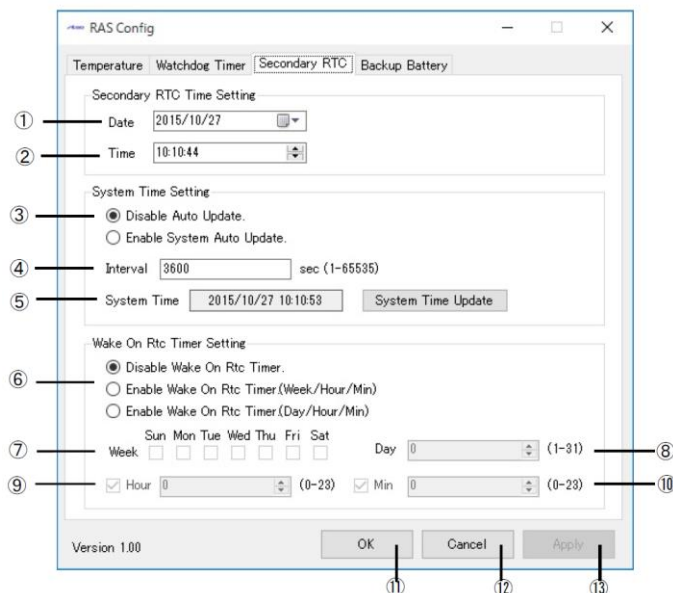 RAS Config
Temperature Watchdog Timer Secondary RTC Backup Battery
Secondary RTC Time Setting
① Date 2015/10/27
② Time 10:10:44
System Time Setting
③ Disable Auto Update.
Enable System Auto Update.
④ Interval 3600 sec (1-65535)
⑤ System Time 2015/10/27 10:10:53 System Time Update
Wake On Rtc Timer Setting
Disable Wake On Rtc Timer.
⑥ Enable Wake On Rtc Timer.(Week/Hour/Min)
Enable Wake On Rtc Timer.(Day/Hour/Min)
Sun Mon Tue Wed Thu Fri Sat
⑦ Week Day 0 (1-31) ⑧
⑨ Hour 0 (0-23) Min 0 (0-23) ⑩
Version 1.00 OK Cancel Apply
⑪ ⑫ ⑬